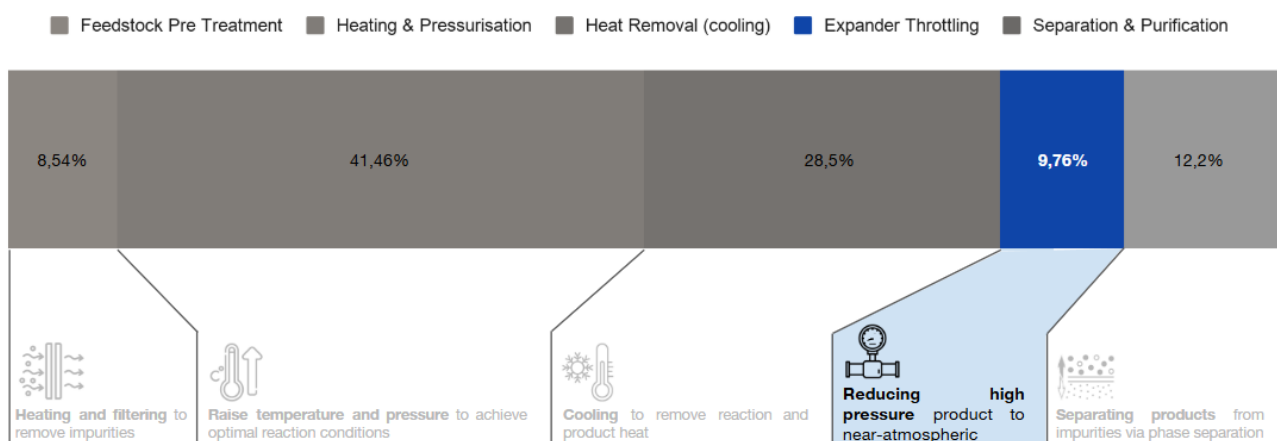 Feedstock Pre Treatment Heating & Pressurisation Heat Removal (cooling) Expander Throttling Separation & Purification
8,54% 41,46% 28,5% 9,76% 12,2%
Heating and filtering to
remove impurities
Raise temperature and pressure to achieve
optimal reaction conditions
Cooling to remove reaction and
product heat
Reducing high
pressure product to
near-atmospheric
Separating products from
impurities via phase separation